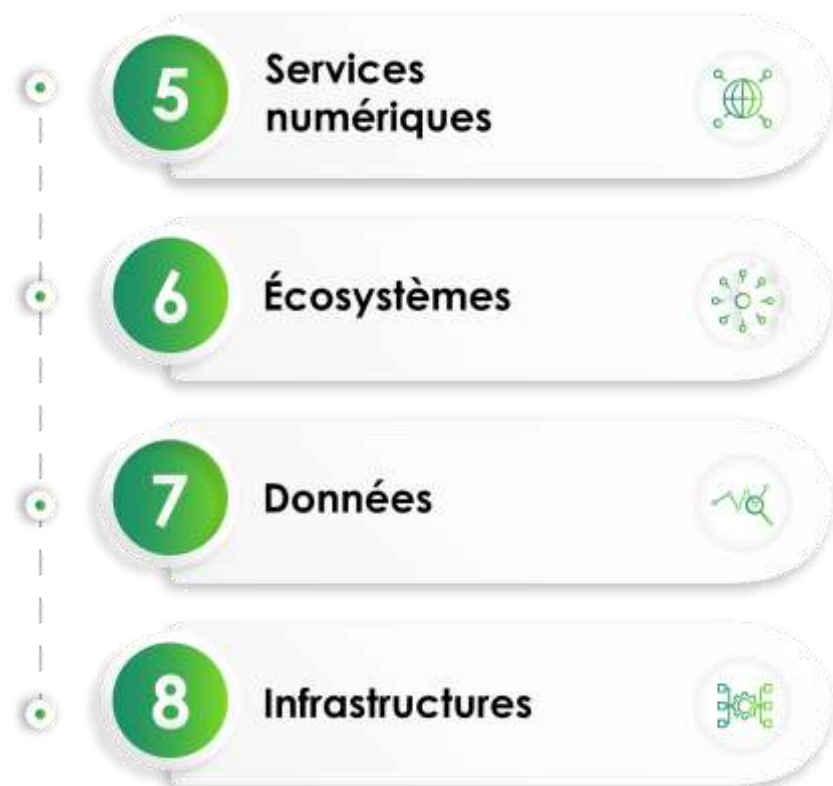 5
Services
numériques
6
Écosystèmes
7
Données
8
Infrastructures